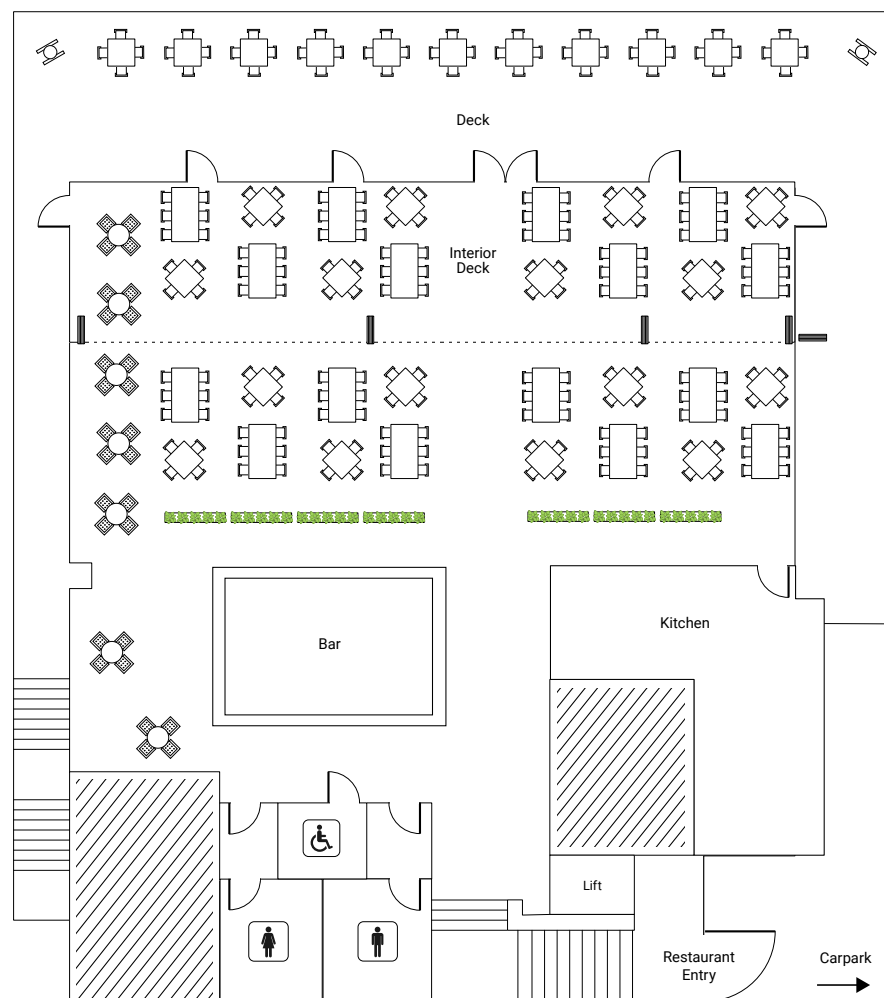 Deck
Interior
Deck
Kitchen
Bar
Lift
Restaurant
Entry
Carpark